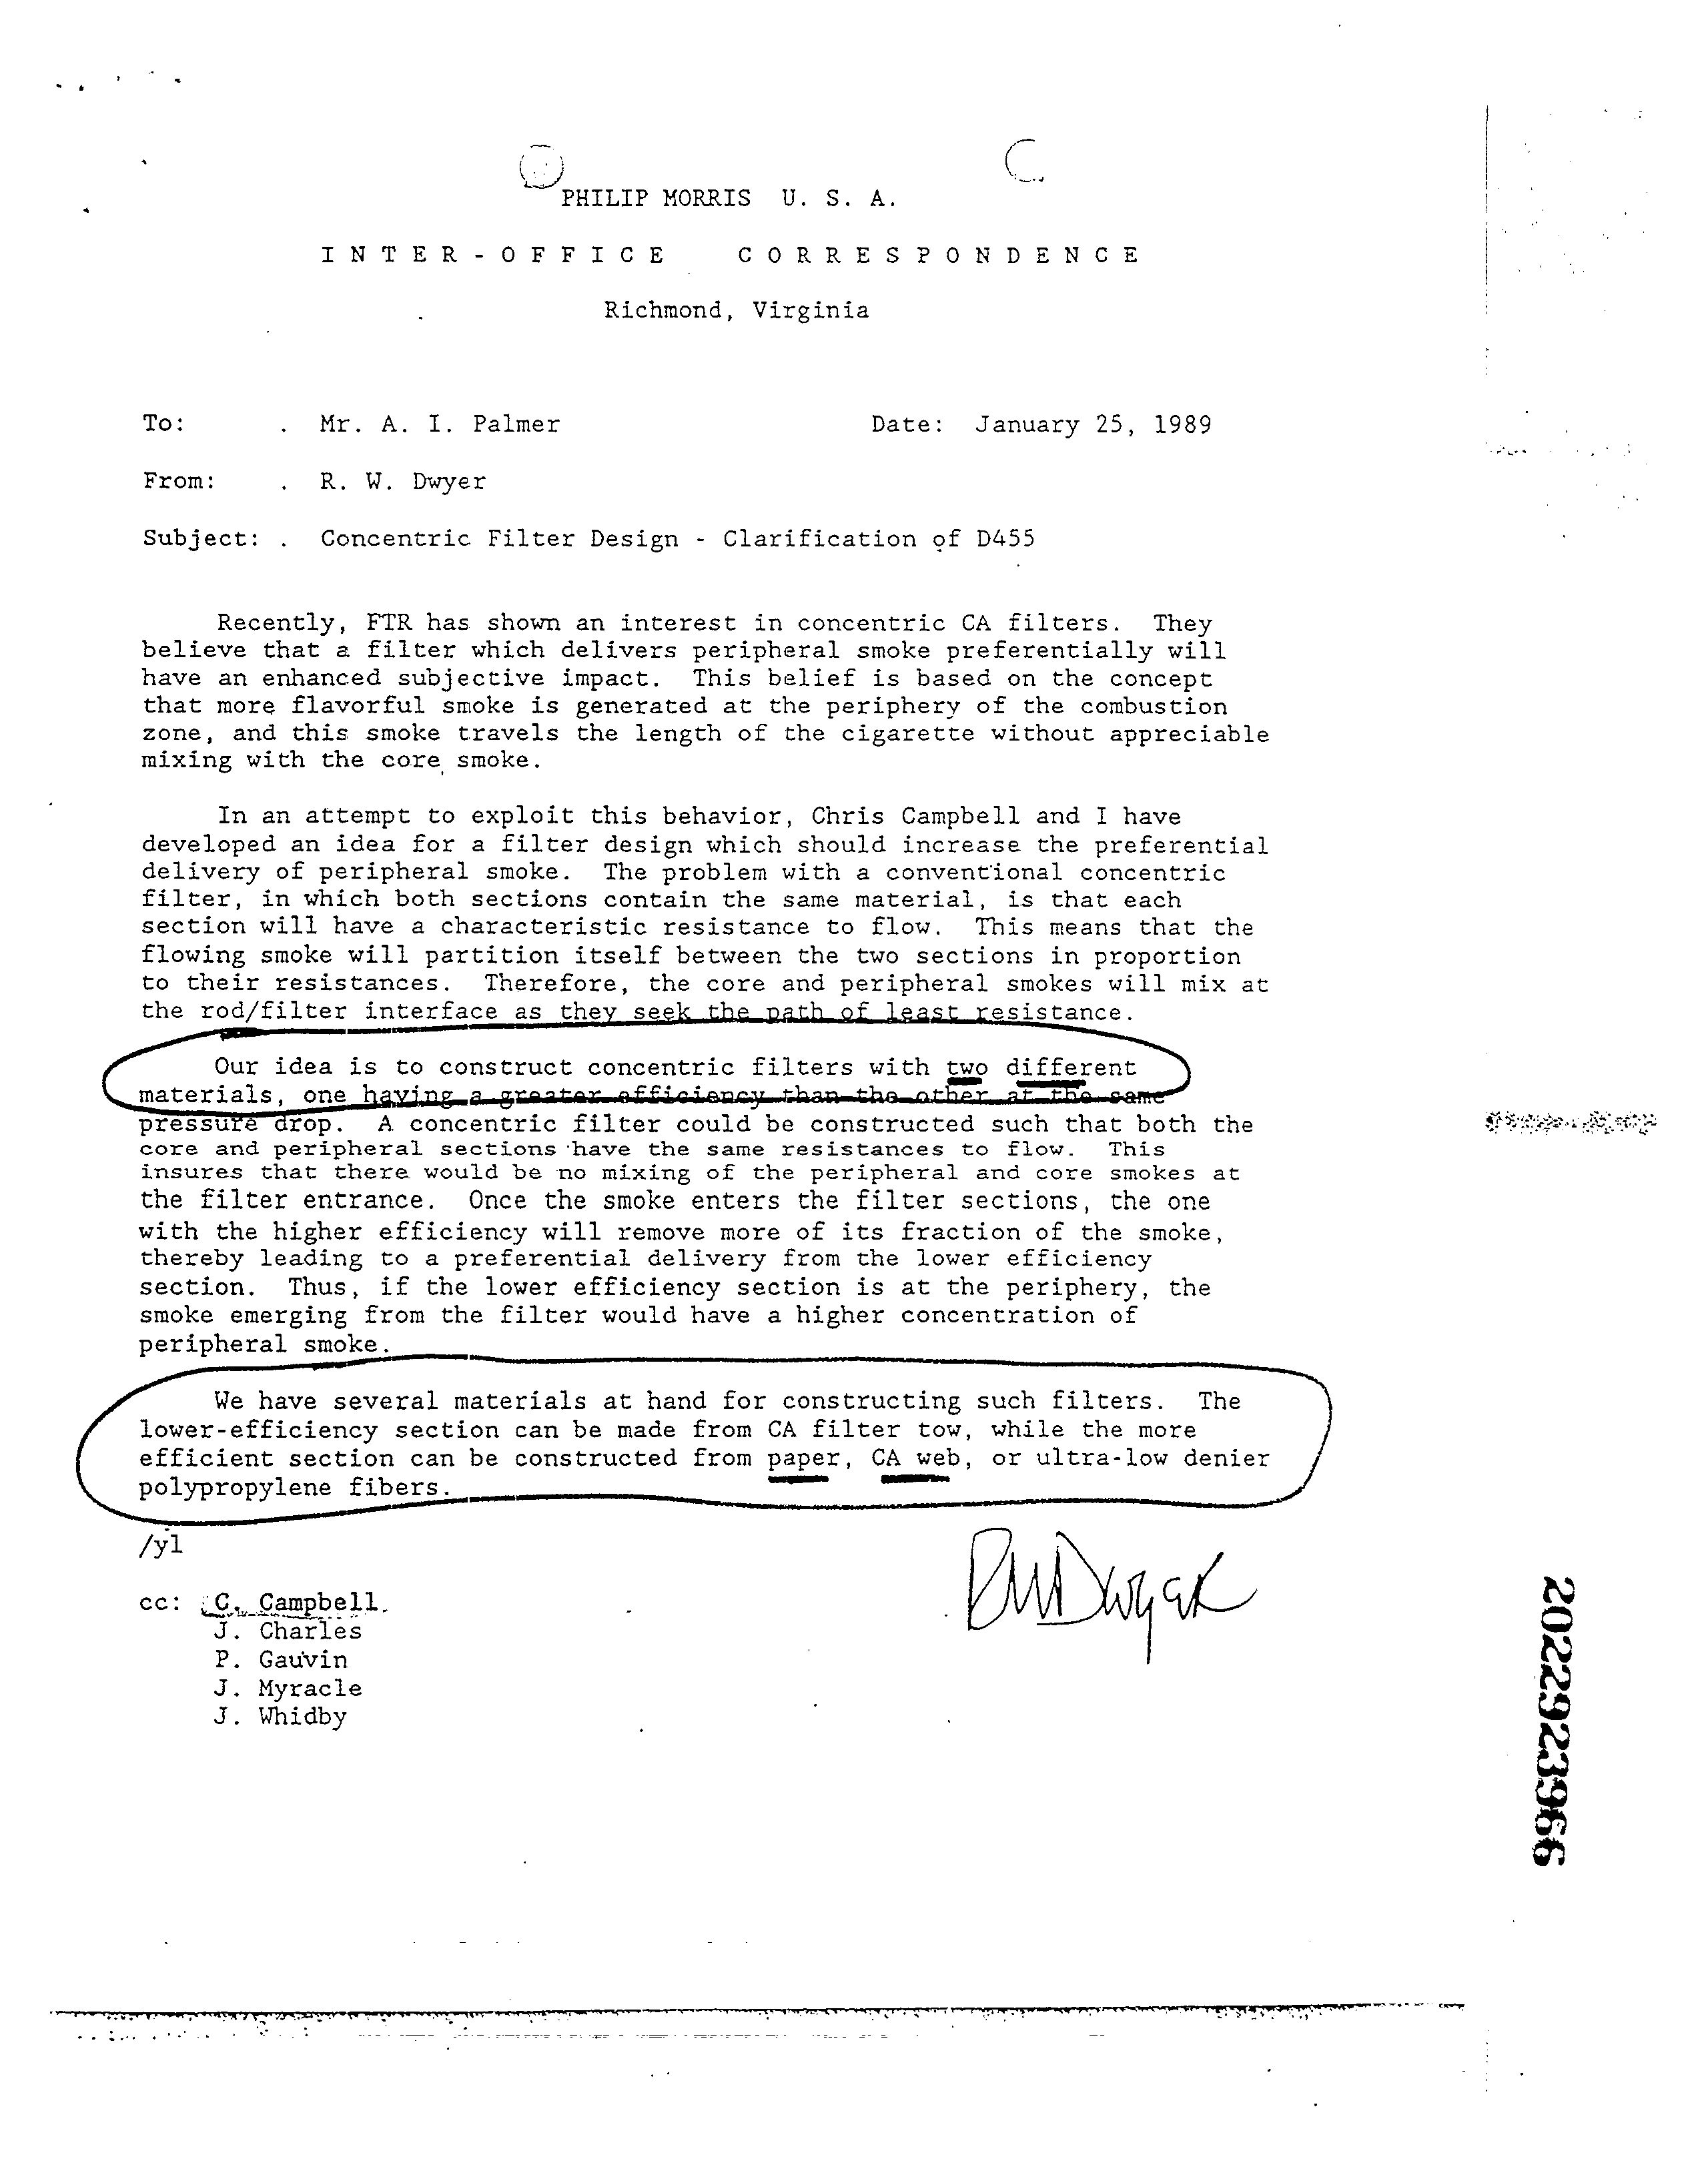 PHILIP MORRIS U. S. A.
INTER-OFFICE CORRESPONDENCE
Richmond, Virginia
To: . Mr. A. I. Palmer Date: January 25, 1989
From: . R. W. Dwyer
Subject: . Concentric Filter Design - Clarification of D455
Recently, FTR has shown an interest in concentric CA filters. They
believe that a filter which delivers peripheral smoke preferentially will
have an enhanced subjective impact. This belief is based on the concept
that more flavorful smoke is generated at the periphery of the combustion
zone, and this smoke travels the length of the cigarette without appreciable
mixing with the core smoke.
In an attempt to exploit this behavior, Chris Campbell and I have
developed an idea for a filter design which should increase the preferential
delivery of peripheral smoke. The problem with a conventional concentric
filter, in which both sections contain the same material, is that each
section will have a characteristic resistance to flow. This means that the
flowing smoke will partition itself between the two sections in proportion
to their resistances. Therefore, the core and peripheral smokes will mix at
the rod/filter interface as they seek the path of least resistance.
Our idea is to construct concentric filters with two different
materials, one having a greater efficiency than the other at the same
pressure drop. A concentric filter could be constructed such that both the
core and peripheral sections have the same resistances to flow. This
insures that there would be no mixing of the peripheral and core smokes at
the filter entrance. Once the smoke enters the filter sections, the one
with the higher efficiency will remove more of its fraction of the smoke,
thereby leading to a preferential delivery from the lower efficiency
section. Thus, if the lower efficiency section is at the periphery, the
smoke emerging from the filter would have a higher concentration of
peripheral smoke.
We have several materials at hand for constructing such filters. The
lower-efficiency section can be made from CA filter tow, while the more
efficient section can be constructed from paper, CA web, or ultra-low denier
polypropylene fibers.
/yl
RWDwyer
cc: C. Campbell
J. Charles
P. Gauvin
J. Myracle
J. Whidby
2022923966